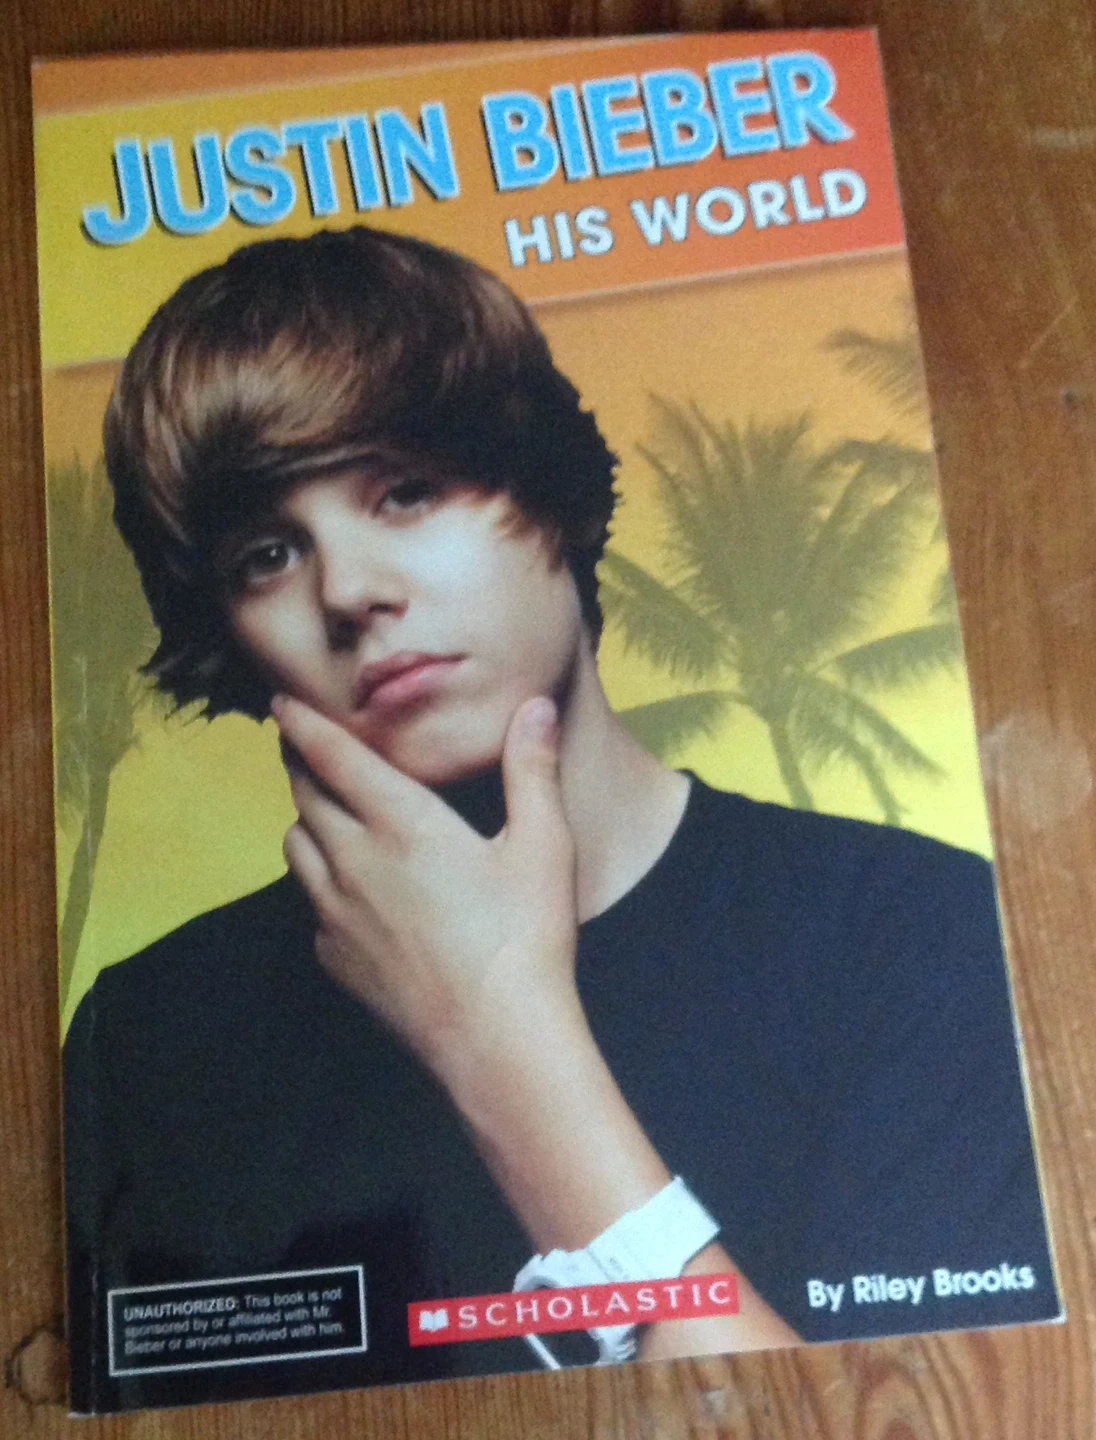 JUSTIN BIEBER
HIS WORLD
UNAUTHORIZED: This book is not
sponsored by or affiliated with Mr.
Bieber or anyone involved with him.
SCHOLASTIC
By Riley Brooks